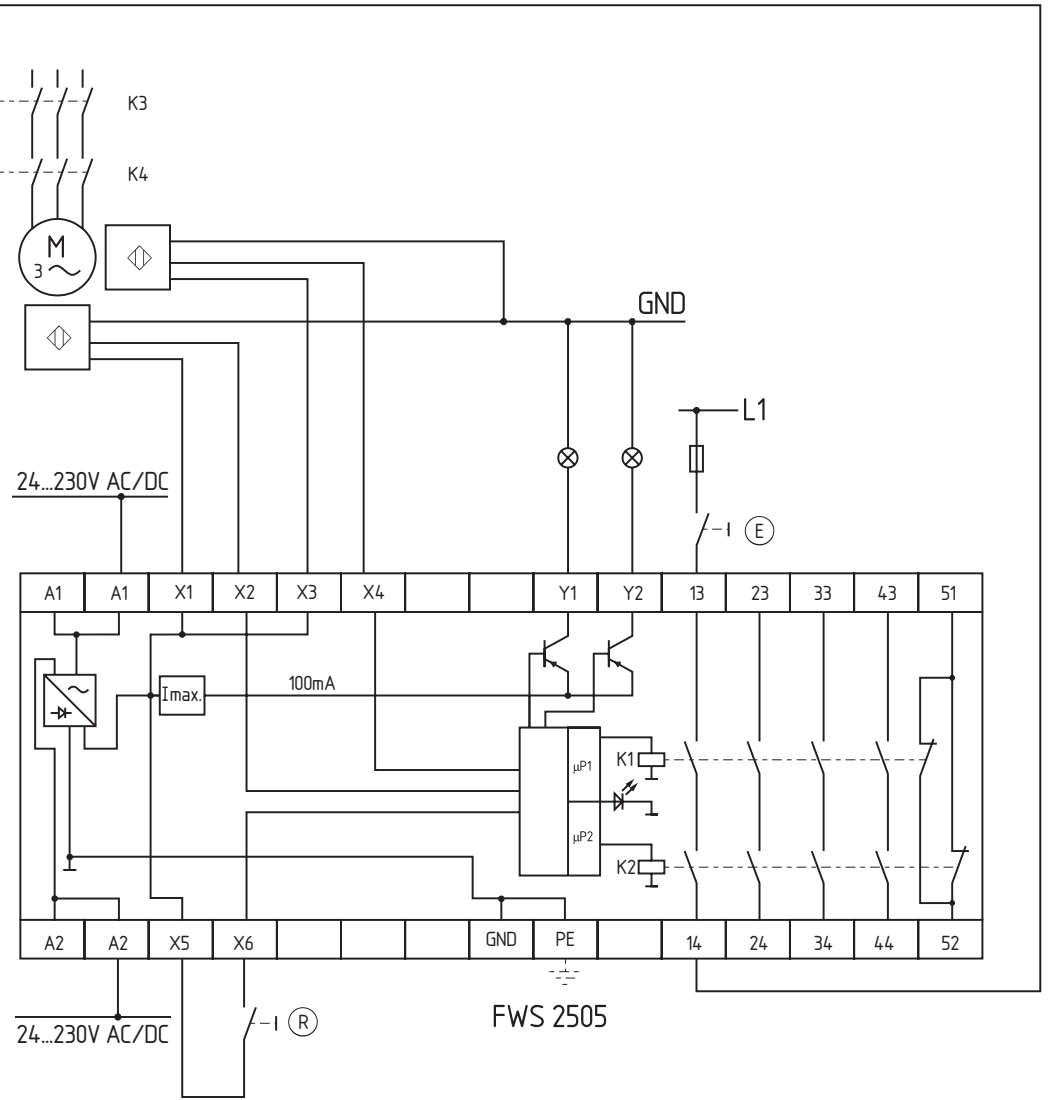 K3
K4
M
3
GND
L1
24...230V AC/DC
E
A1 A1 X1 X2 X3 X4 Y1 Y2 13 23 33 43 51
Imax. 100mA
K1
µP1
µP2
K2
A2 A2 X5 X6 GND PE 14 24 34 44 52
24...230V AC/DC
R
FWS 2505